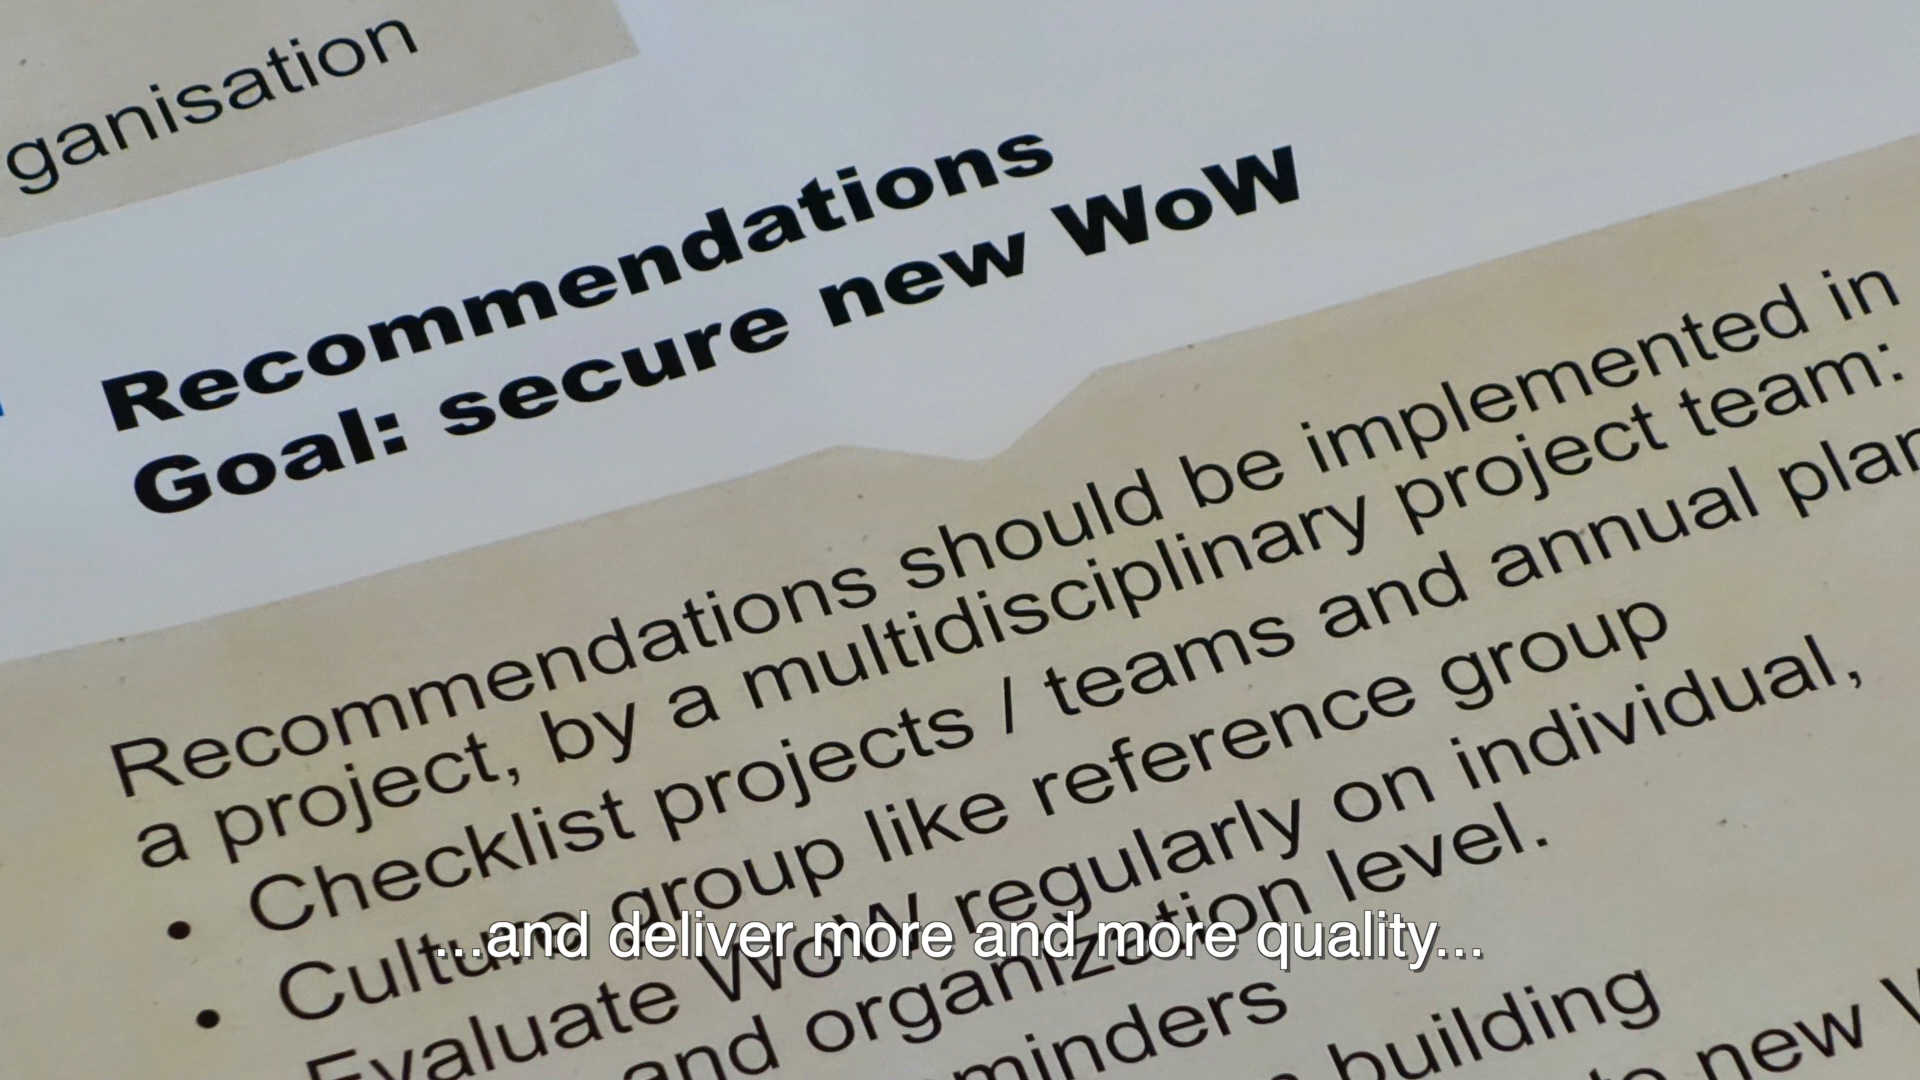 ganisation
Recommendations
Goal: secure new WoW
Recommendations should be implemented in
a project, by a multidisciplinary project team:
• Checklist projects / teams and annual plan
• Culture group like reference group
Evaluate WoW regularly on individual,
and organization level.
minders
building
new
...and deliver more and more quality...